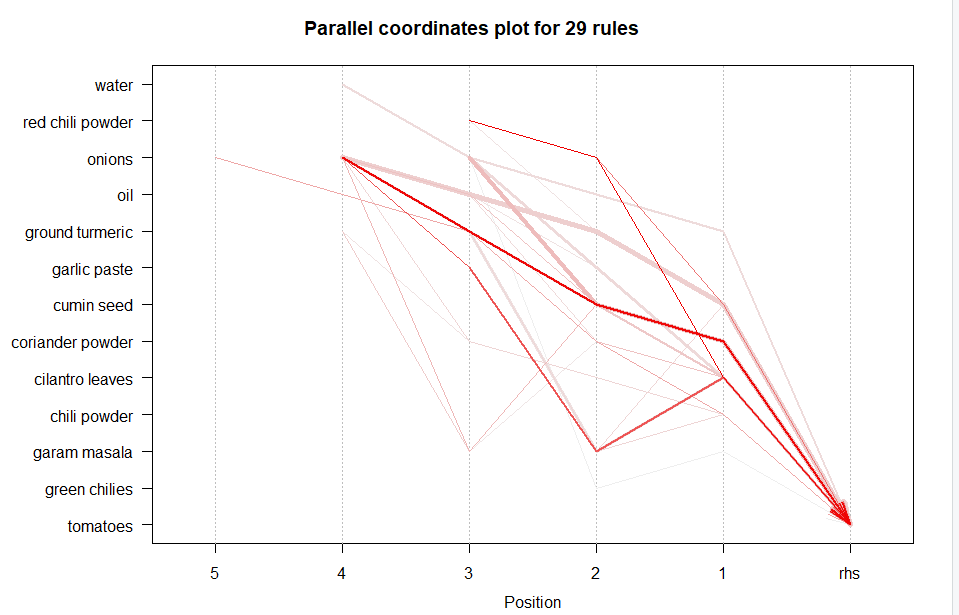 Parallel coordinates plot for 29 rules
water
red chili powder
onions
oil
ground turmeric
garlic paste
cumin seed
coriander powder
cilantro leaves
chili powder
garam masala
green chilies
tomatoes
5 4 3 2 1 rhs
Position